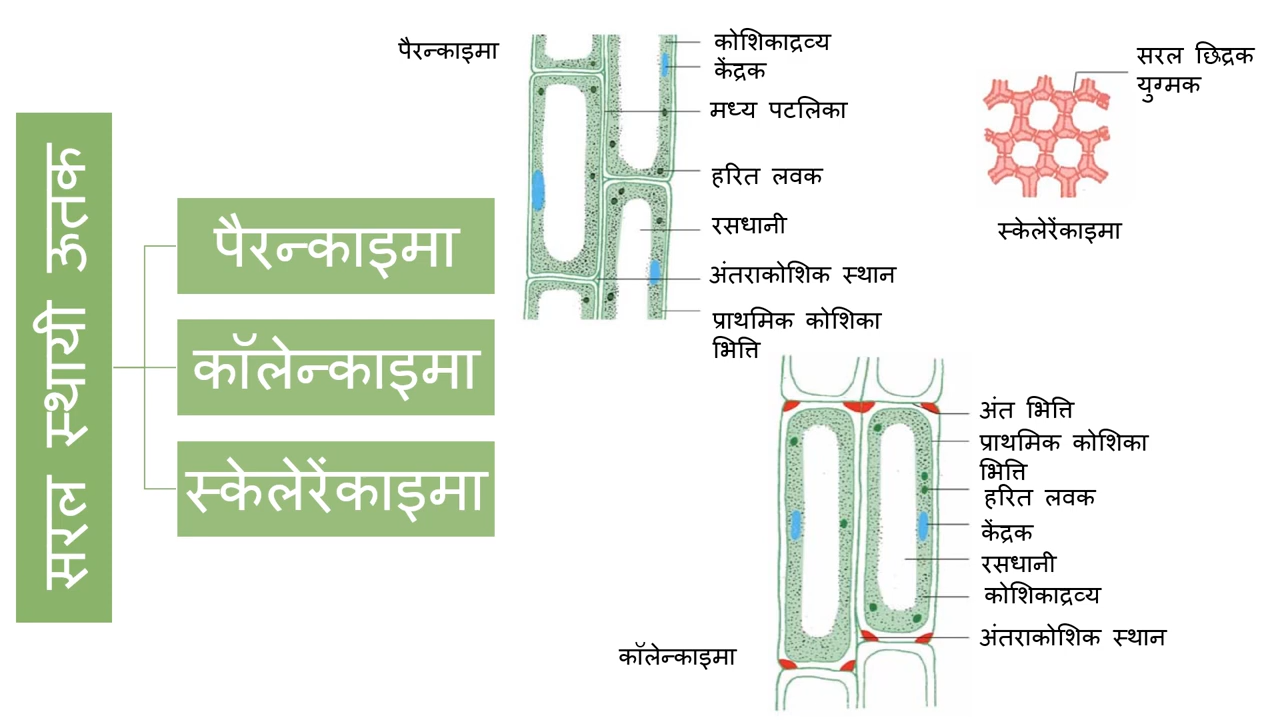 सरल स्थायी ऊतक
पैरन्काइमा
कॉलेन्काइमा
स्केलेरेंकाइमा
पैरन्काइमा
कोशिकाद्रव्य
केंद्रक
मध्य पटलिका
हरित लवक
रसधानी
अंतराकोशिक स्थान
प्राथमिक कोशिका
भित्ति
सरल छिद्रक
युग्मक
स्केलेरेंकाइमा
अंत भित्ति
प्राथमिक कोशिका
भित्ति
हरित लवक
केंद्रक
रसधानी
कोशिकाद्रव्य
अंतराकोशिक स्थान
कॉलेन्काइमा